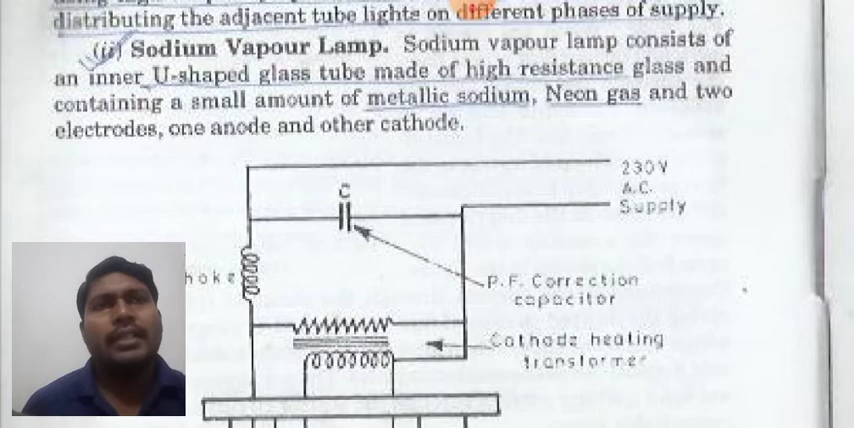 distributing the adjacent tube lights on different phases of supply.
(ii) Sodium Vapour Lamp. Sodium vapour lamp consists of
an inner U-shaped glass tube made of high resistance glass and
containing a small amount of metallic sodium, Neon gas and two
electrodes, one anode and other cathode.
230V
A.C.
Supply
C
hoke
P.F. Correction
capacitor
Cathode heating
transformer